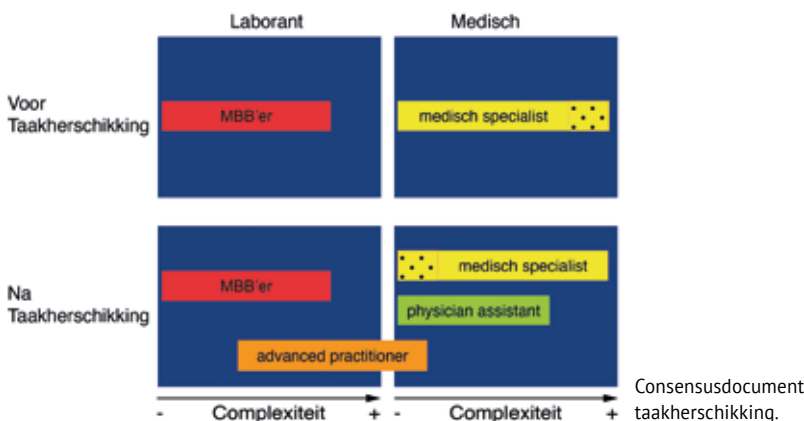 Laborant
Medisch
Voor
Taakherschikking
MBB'er
medisch specialist
Na
Taakherschikking
MBB'er
medisch specialist
physician assistant
advanced practitioner
- Complexiteit +
- Complexiteit +
Consensusdocument
taakherschikking.